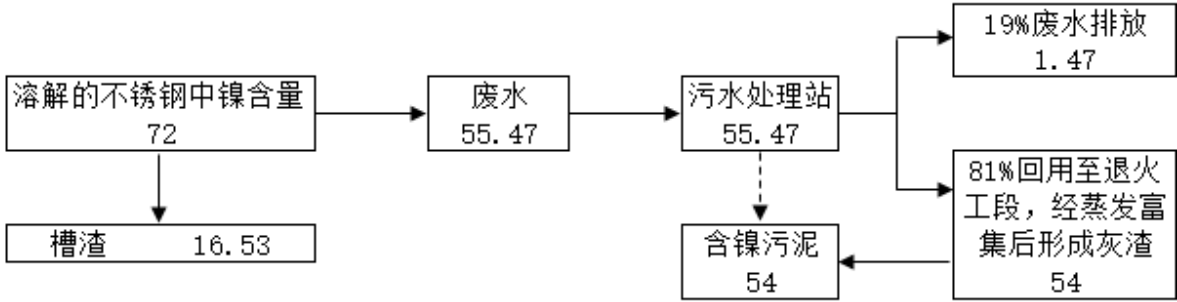 19%废水排放
1.47
溶解的不锈钢中镍含量
72
废水
55.47
污水处理站
55.47
81%回用至退火
工段，经蒸发富
集后形成灰渣
54
槽渣 16.53
含镍污泥
54